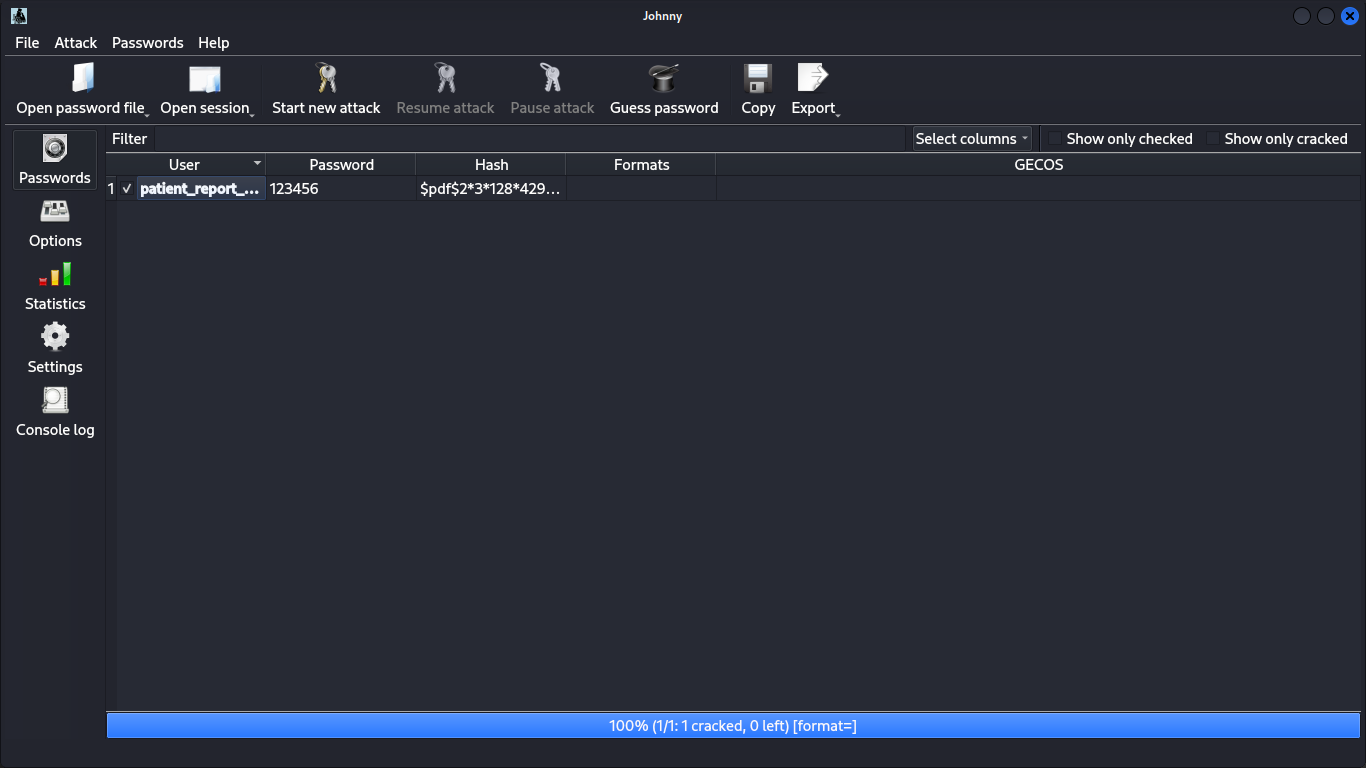 Johnny
File Attack Passwords Help
Open password file Open session Start new attack Resume attack Pause attack Guess password Copy Export
Filter Select columns Show only checked Show only cracked
Passwords
Options
Statistics
Settings
Console log
User Password Hash Formats GECOS
1 patient_report_... 123456 $pdf$2*3*128*429...
100% (1/1: 1 cracked, 0 left) [format=]